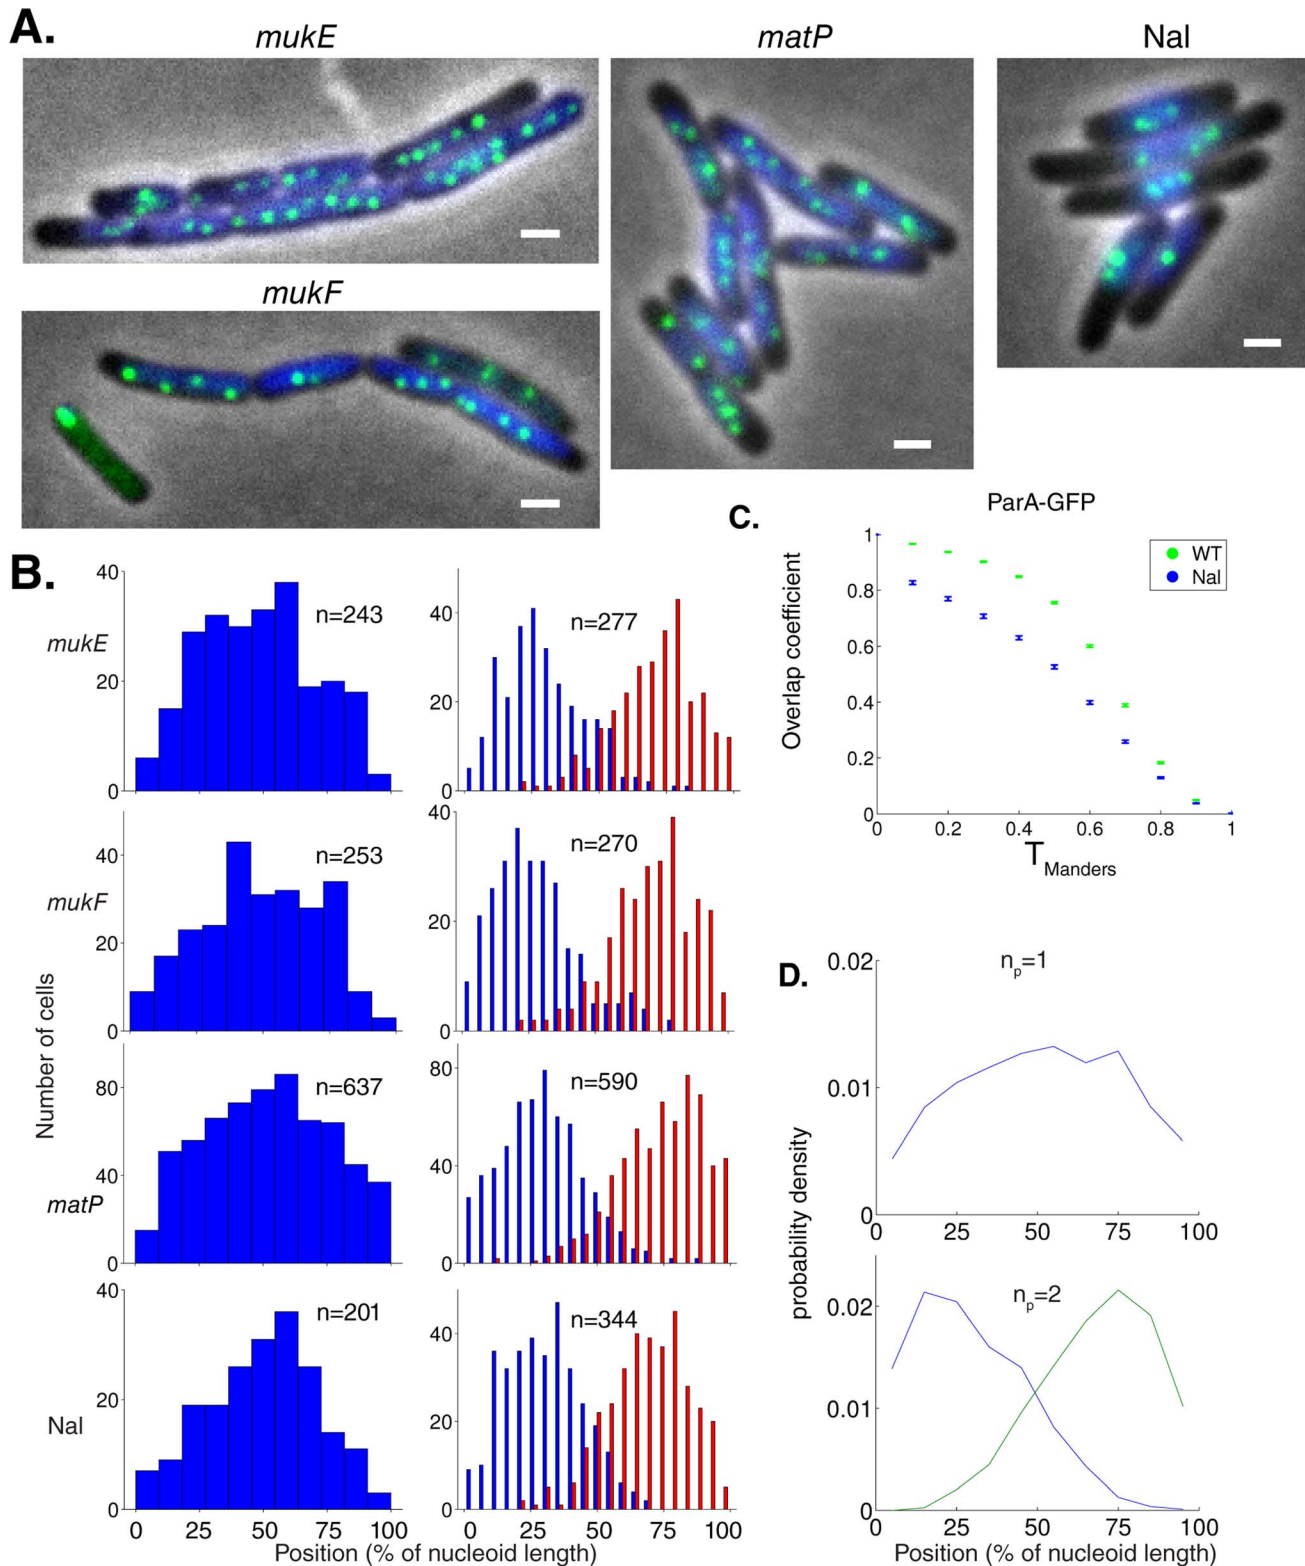 A.
mukE
matP
Nal
mukF
C.
ParA-GFP
1
0.8
0.6
0.4
0.2
0
Overlap coefficient
WT
Nal
0 0.2 0.4 0.6 0.8 1
T Manders
B.
Number of cells
mukE
40
20
0
n=243
40
20
0
n=277
mukF
40
20
0
n=253
40
20
0
n=270
matP
80
40
0
n=637
80
40
0
n=590
Nal
40
20
0
n=201
40
20
0
n=344
0 25 50 75 100
0 25 50 75 100
Position (% of nucleoid length)
D.
probability density
0.02
0.01
0
np=1
0 25 50 75 100
0.02
0.01
0
np=2
0 25 50 75 100
Position (% of nucleoid length)